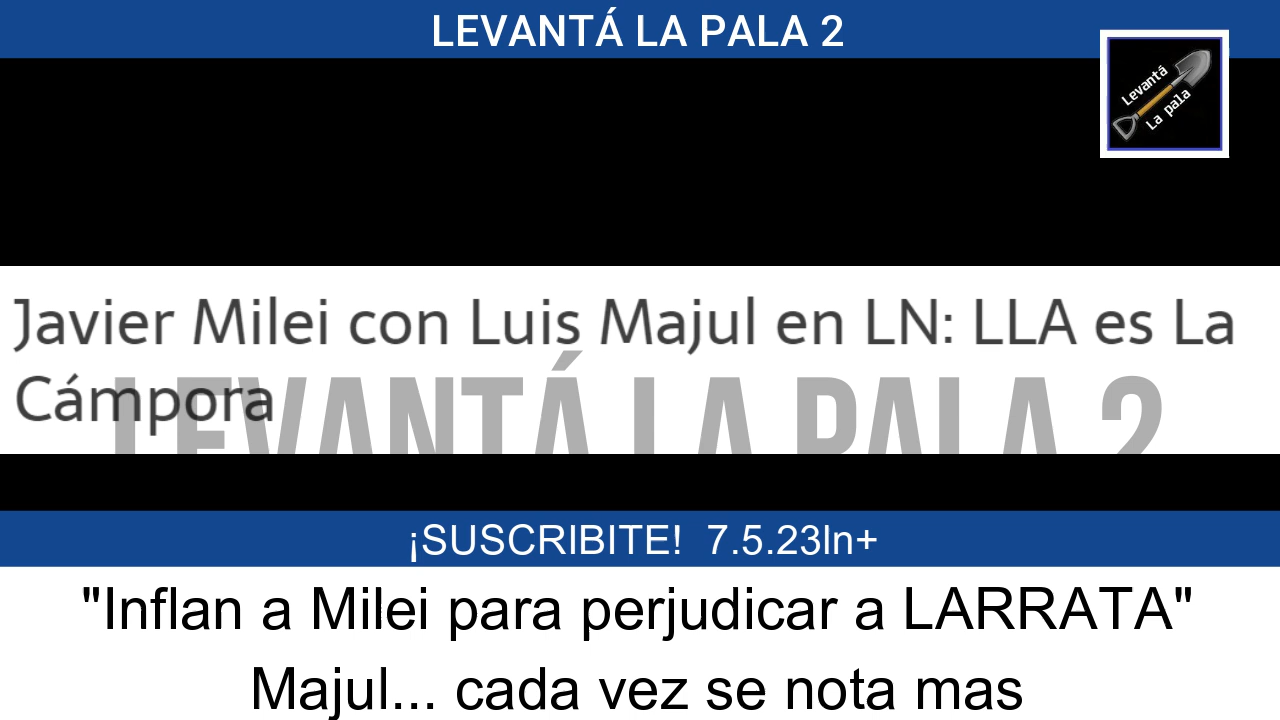 LEVANTÁ LA PALA 2
Levantá
La pala
Javier Milei con Luis Majul en LN: LLA es La
Cámpora
LEVANTÁ LA PALA 2
¡SUSCRIBITE!  7.5.23ln+
"Inflan a Milei para perjudicar a LARRATA"
Majul... cada vez se nota mas